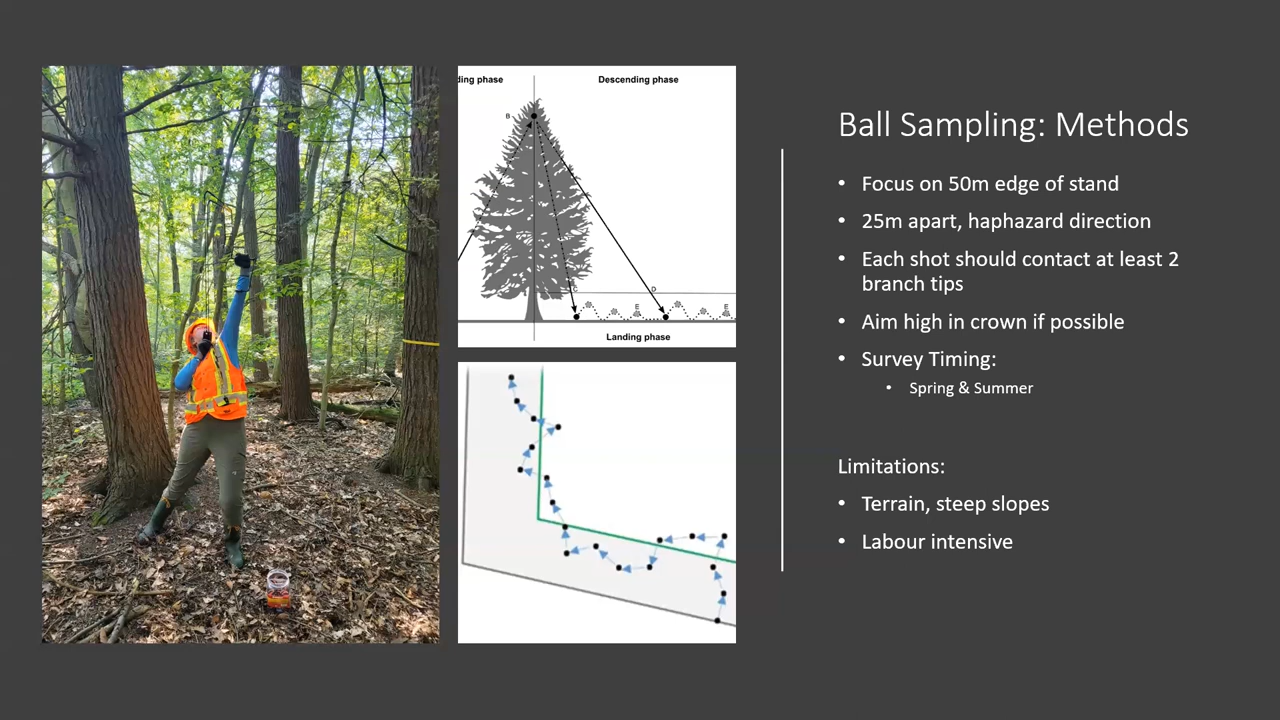 ding phase
Descending phase
B
C
C
D
E
E
E
Landing phase
Ball Sampling: Methods
• Focus on 50m edge of stand
• 25m apart, haphazard direction
• Each shot should contact at least 2
branch tips
• Aim high in crown if possible
• Survey Timing:
• Spring & Summer
Limitations:
• Terrain, steep slopes
• Labour intensive